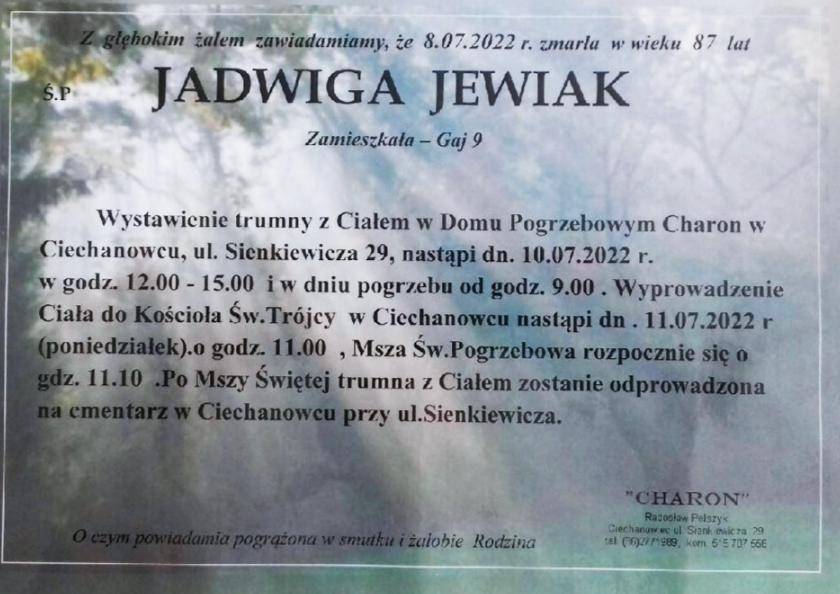 Z głębokim żalem zawiadamiamy, że 8.07.2022 r. zmarła w wieku 87 lat
Ś.P JADWIGA JEWIAK
Zamieszkała – Gaj 9
Wystawienie trumny z Ciałem w Domu Pogrzebowym Charon w
Ciechanowcu, ul. Sienkiewicza 29, nastąpi dn. 10.07.2022 r.
w godz. 12.00 - 15.00 i w dniu pogrzebu od godz. 9.00 . Wyprowadzenie
Ciała do Kościoła Św.Trójcy w Ciechanowcu nastąpi dn . 11.07.2022 r
(poniedziałek).o godz. 11.00 , Msza Św.Pogrzebowa rozpocznie się o
gdz. 11.10 .Po Mszy Świętej trumna z Ciałem zostanie odprowadzona
na cmentarz w Ciechanowcu przy ul.Sienkiewicza.
"CHARON"
Radosław Pełszyk
Ciechanowiec ul. Sienkiewicza 29
tel. kom.
O czym powiadamia pogrążona w smutku i żałobie Rodzina